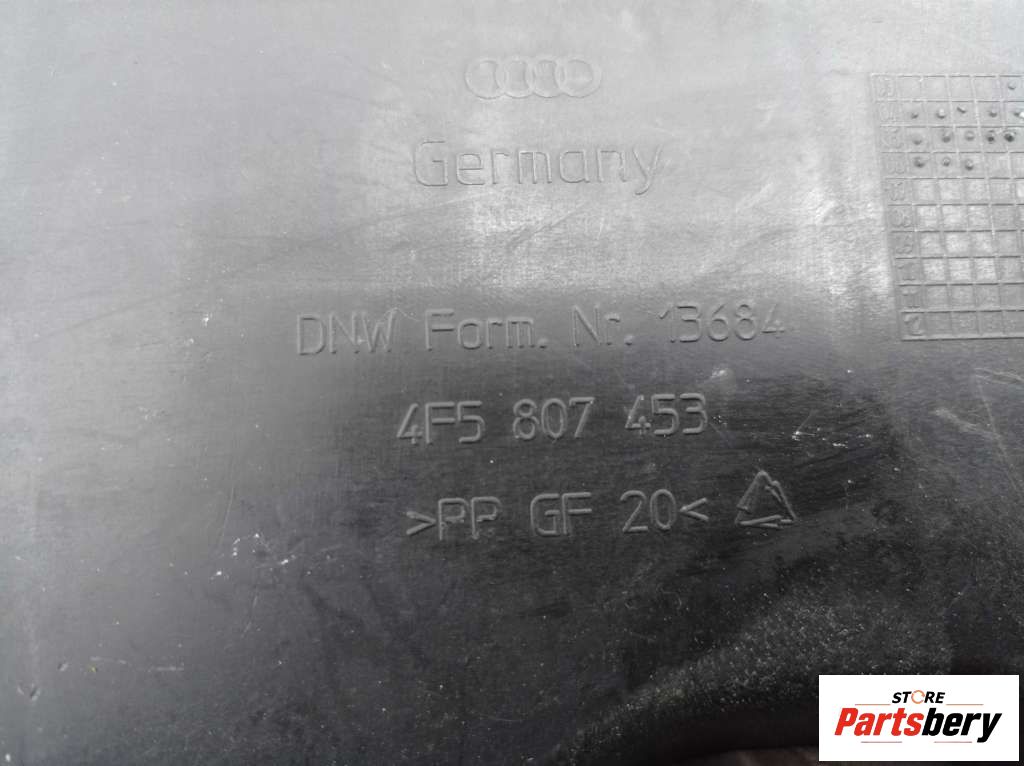 Germany
DNW Form. Nr. 13684
4F5 807 453
>PP GF 20<
STORE
Partsbery